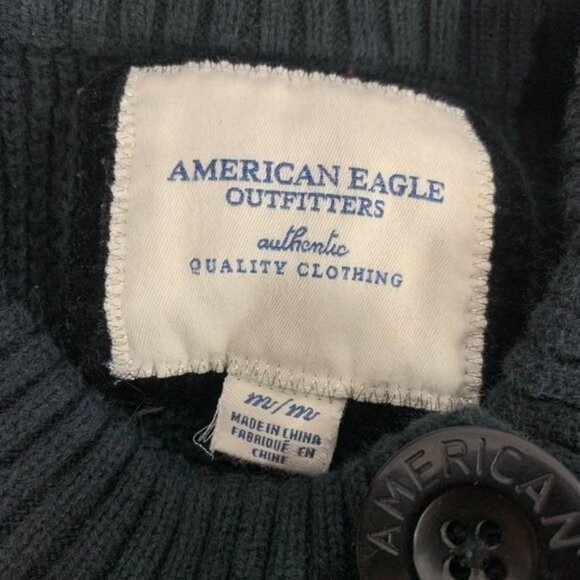 AMERICAN EAGLE
OUTFITTERS
authentic
QUALITY CLOTHING
m/m
MADE IN CHINA
FABRIQUÉ EN
CHINE
AMERICAN